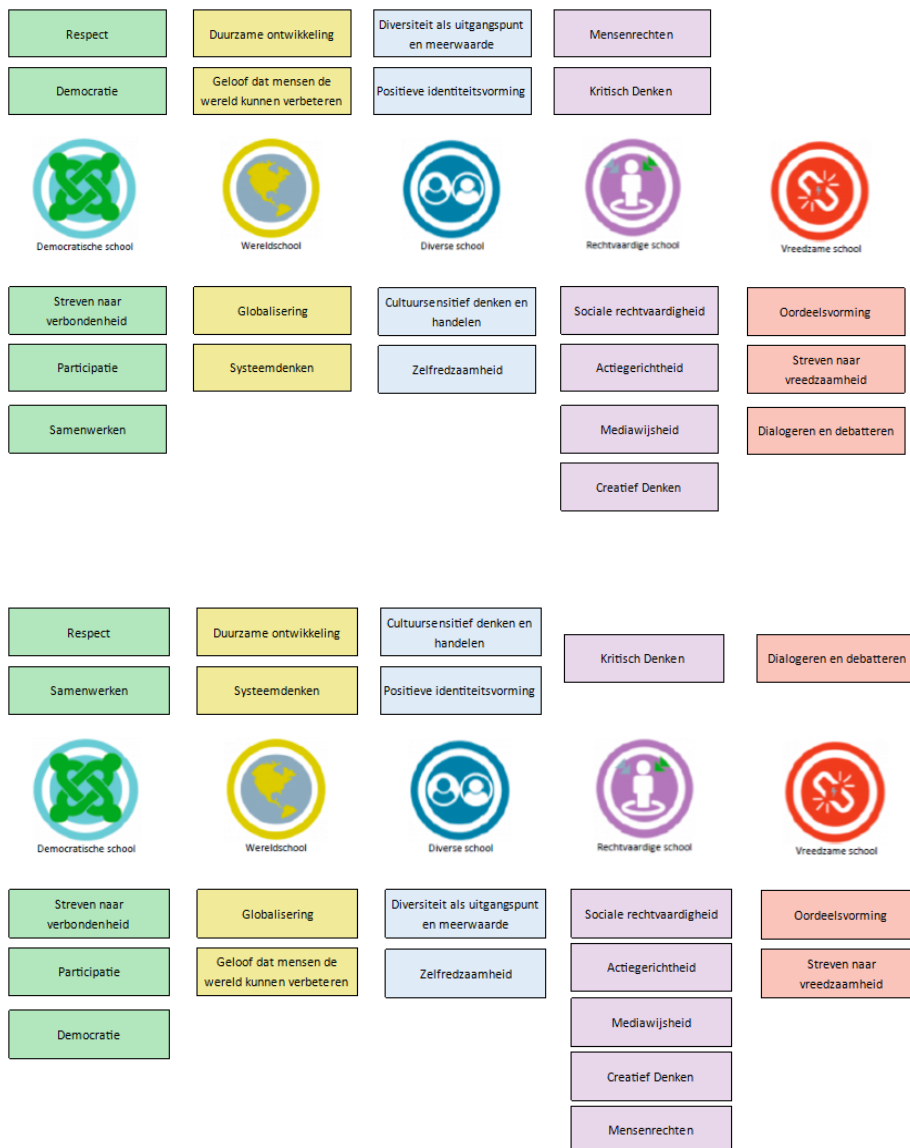 Respect
Duurzame ontwikkeling
Diversiteit als uitgangspunt
en meerwaarde
Mensenrechten
Democratie
Geloof dat mensen de
wereld kunnen verbeteren
Positieve identiteitsvorming
Kritisch Denken
Democratische school
Wereldschool
Diverse school
Rechtvaardige school
Vreedzame school
Streven naar
verbondenheid
Globalisering
Cultuursensitief denken en
handelen
Sociale rechtvaardigheid
Oordeelsvorming
Participatie
Systeemdenken
Zelfredzaamheid
Actiegerichtheid
Streven naar
vreedzaamheid
Samenwerken
Mediawijsheid
Dialogeren en debatteren
Creatief Denken
Respect
Duurzame ontwikkeling
Cultuursensitief denken en
handelen
Kritisch Denken
Dialogeren en debatteren
Samenwerken
Systeemdenken
Positieve identiteitsvorming
Democratische school
Wereldschool
Diverse school
Rechtvaardige school
Vreedzame school
Streven naar
verbondenheid
Globalisering
Diversiteit als uitgangspunt
en meerwaarde
Sociale rechtvaardigheid
Oordeelsvorming
Participatie
Geloof dat mensen de
wereld kunnen verbeteren
Zelfredzaamheid
Actiegerichtheid
Streven naar
vreedzaamheid
Democratie
Mediawijsheid
Creatief Denken
Mensenrechten